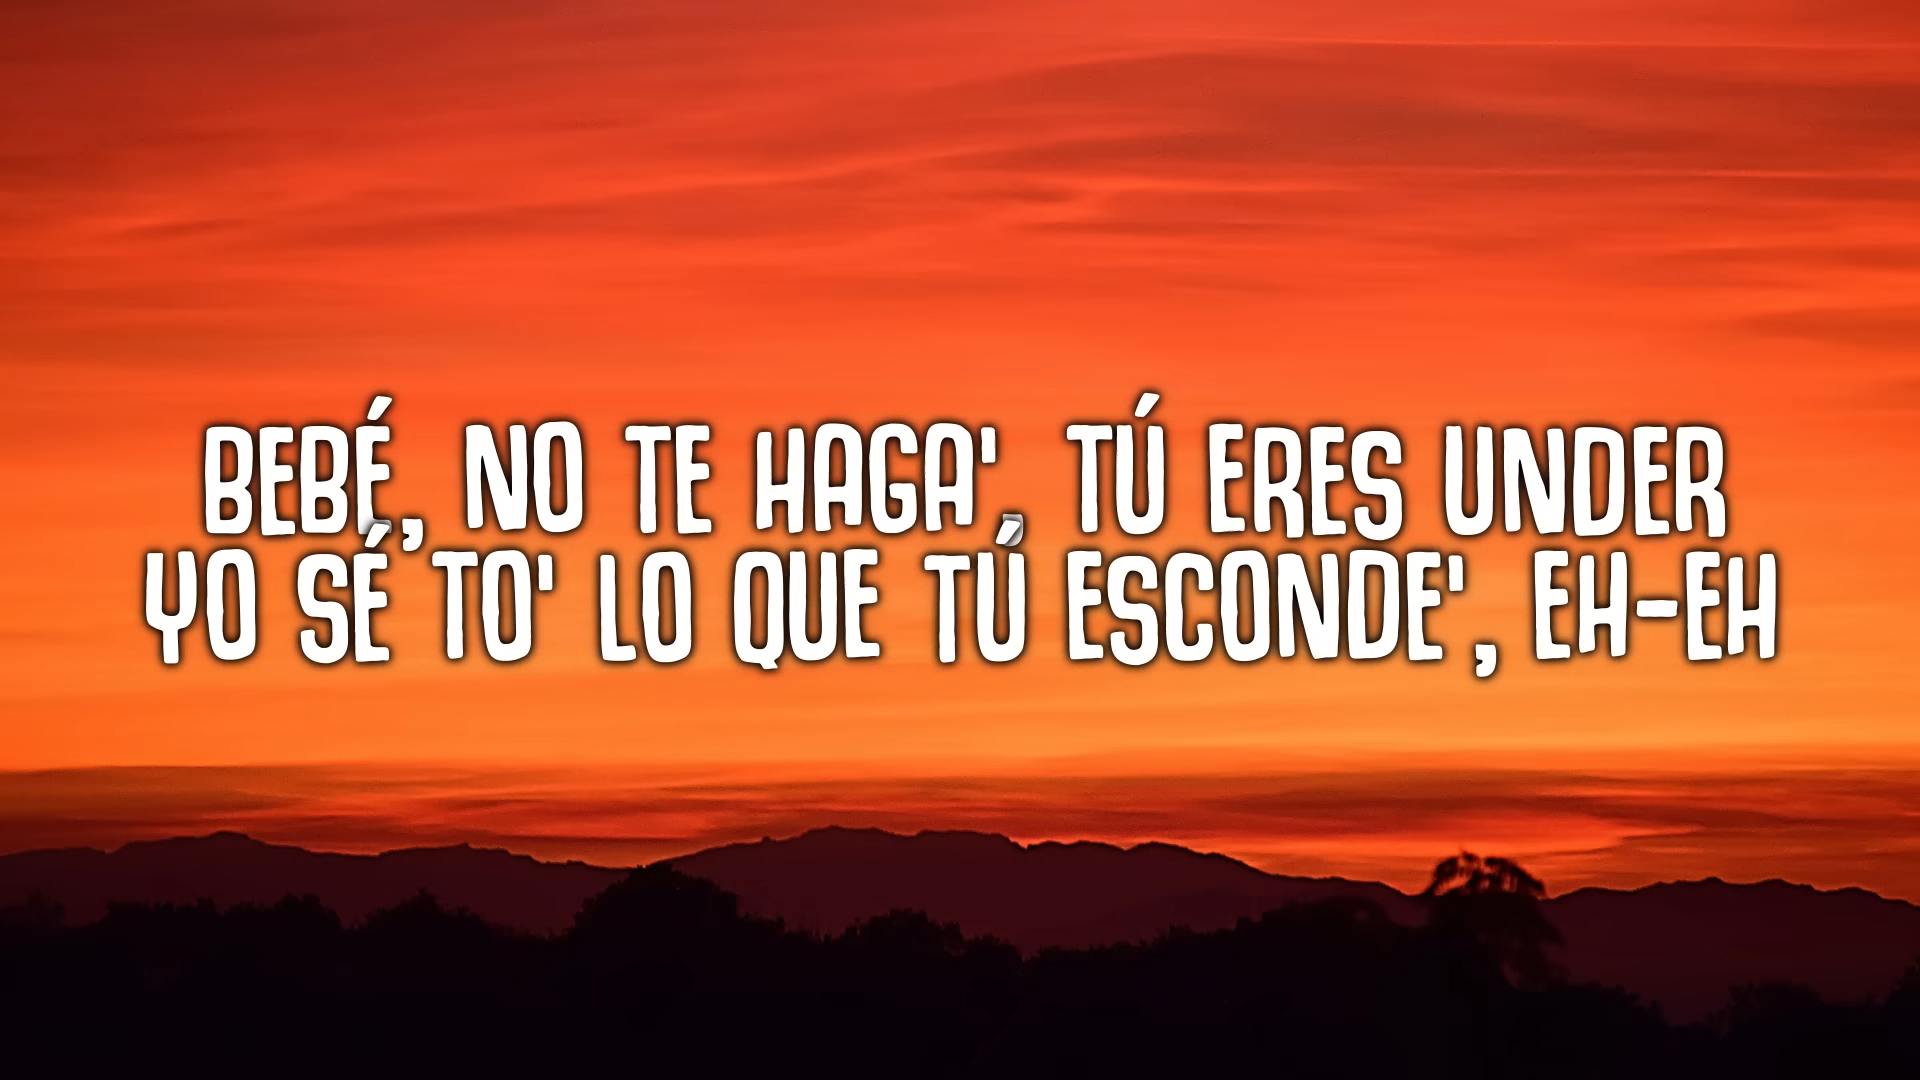 BEBÉ, NO TE HAGA', TÚ ERES UNDER
YO SÉ TO' LO QUE TÚ ESCONDE', EH-EH